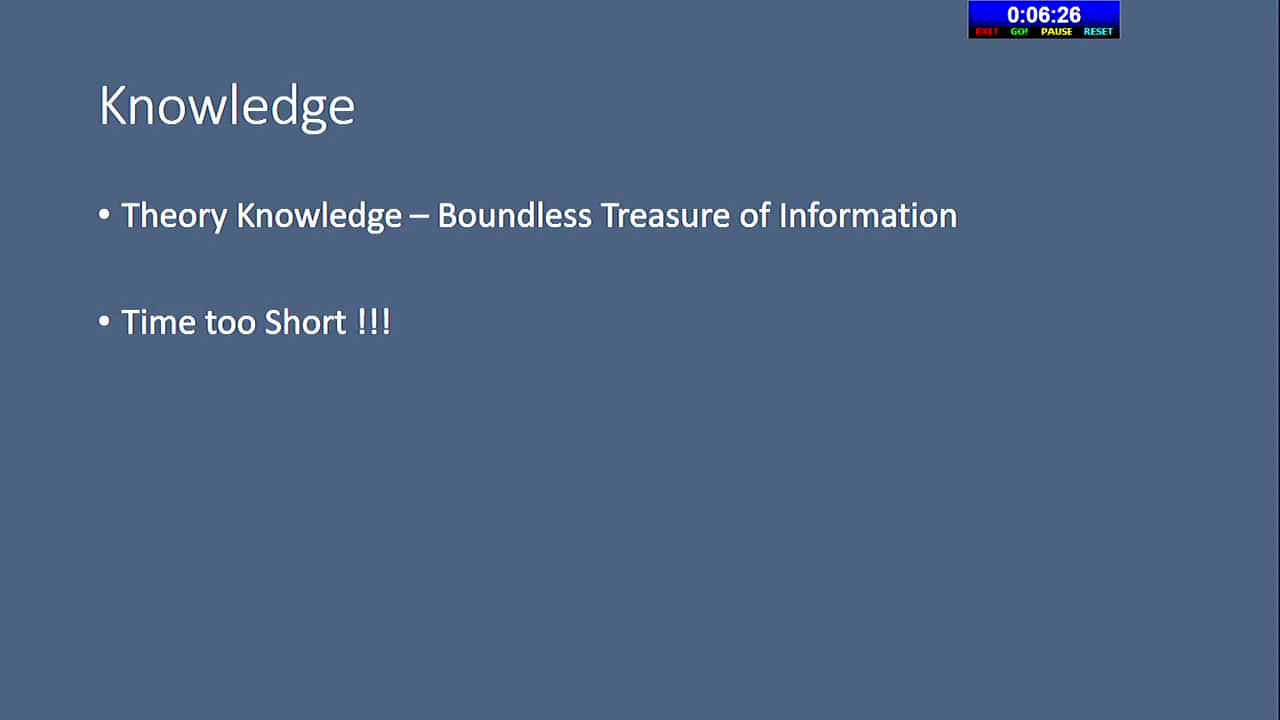 0:06:26
EXIT GO! PAUSE RESET
Knowledge
• Theory Knowledge – Boundless Treasure of Information
• Time too Short !!!